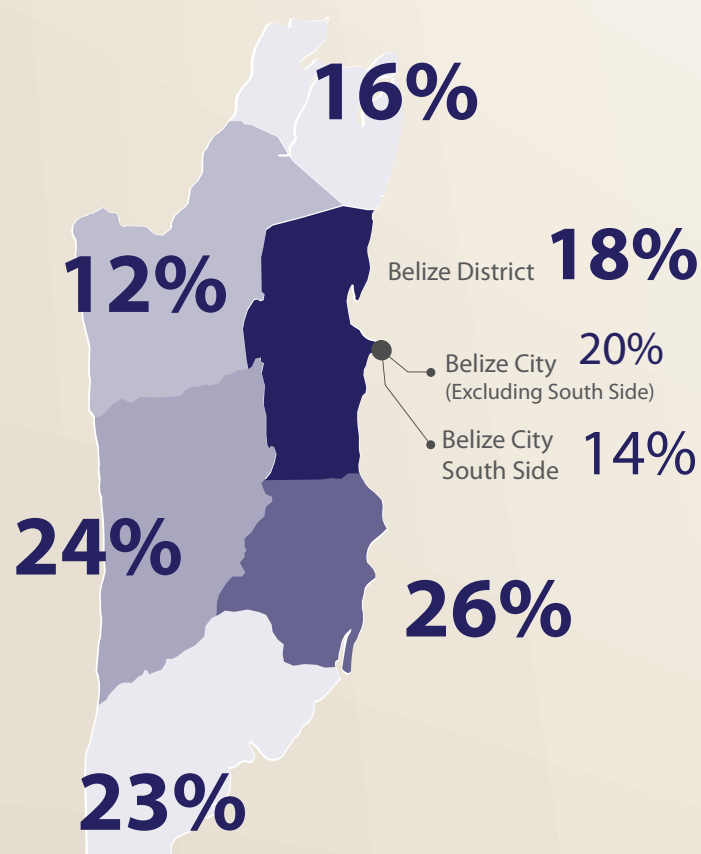 16%
Belize District 18%
12%
Belize City 20%
(Excluding South Side)
Belize City
South Side 14%
24%
26%
23%